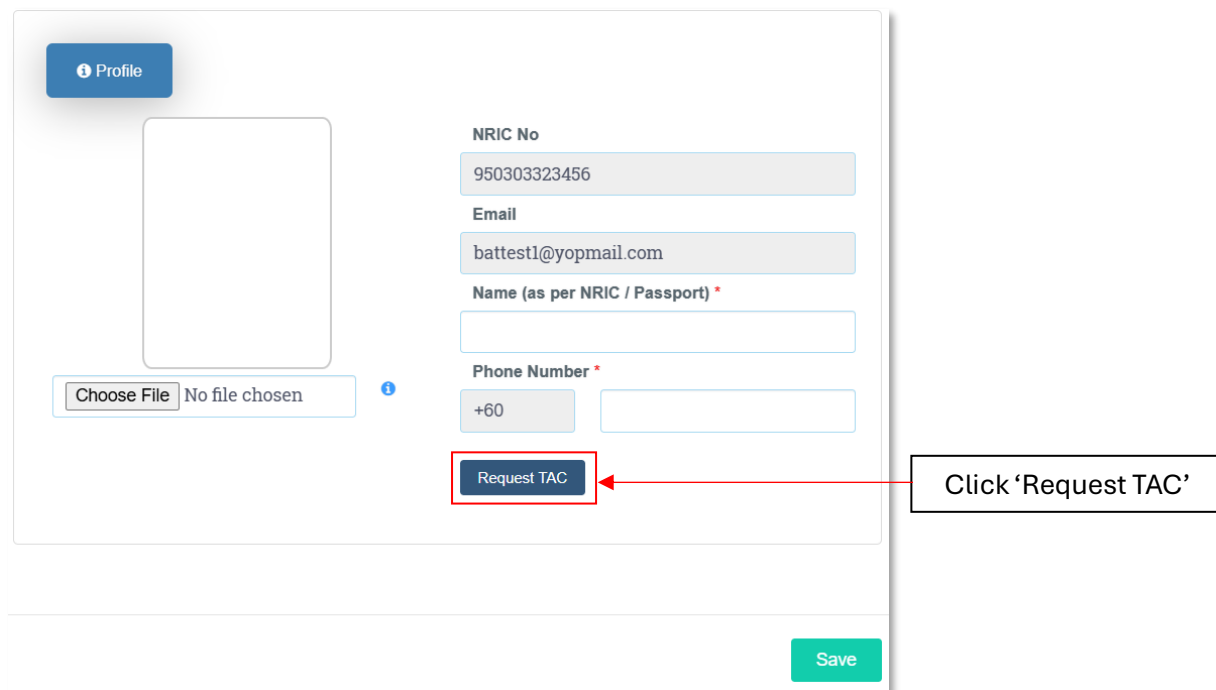 Profile
NRIC No
950303323456
Email
battest1@yopmail.com
Name (as per NRIC / Passport) *
Phone Number *
Choose File No file chosen
+60
Request TAC
Click ‘Request TAC’
Save